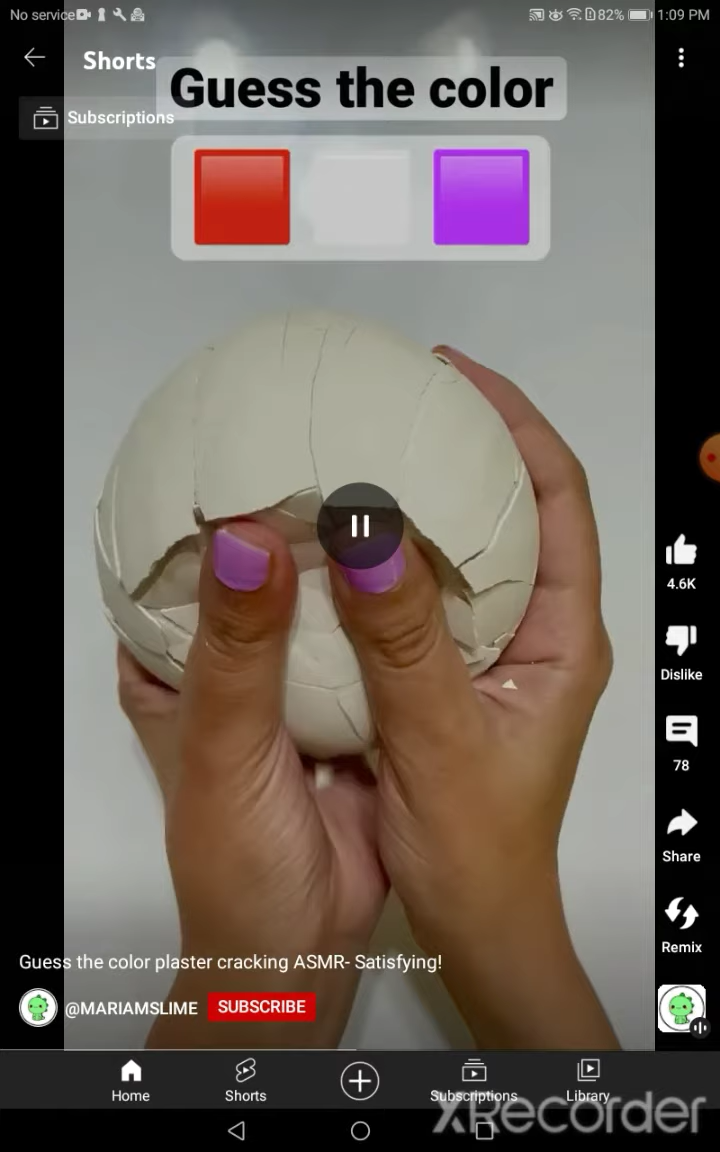 No service 82% 1:09 PM
Shorts
Guess the color
Subscriptions
4.6K
Dislike
78
Share
Remix
Guess the color plaster cracking ASMR- Satisfying!
@MARIAMSLIME SUBSCRIBE
Home Shorts Subscriptions Library
XRecorder